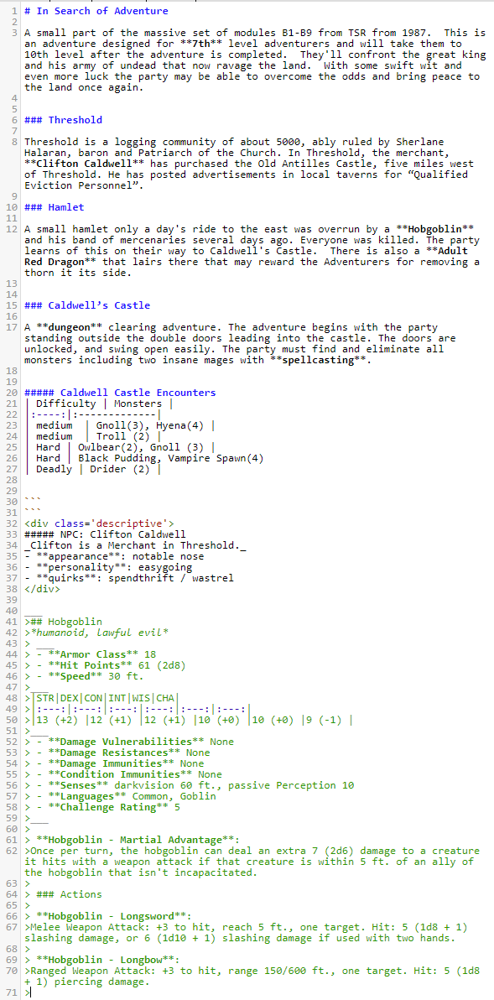 1 # In Search of Adventure
2
3 A small part of the massive set of modules B1-B9 from TSR from 1987.  This is
an adventure designed for **7th** level adventurers and will take them to
10th level after the adventure is completed.  They'll confront the great king
and his army of undead that now ravage the land.  With some swift wit and
even more luck the party may be able to overcome the odds and bring peace to
the land once again.
4
5
6 ### Threshold
7
8 Threshold is a logging community of about 5000, ably ruled by Sherlane
Halaran, baron and Patriarch of the Church. In Threshold, the merchant,
**Clifton Caldwell** has purchased the Old Antilles Castle, five miles west
of Threshold. He has posted advertisements in local taverns for “Qualified
Eviction Personnel”.
9
10 ### Hamlet
11
12 A small hamlet only a day's ride to the east was overrun by a **Hobgoblin**
and his band of mercenaries several days ago. Everyone was killed. The party
learns of this on their way to Caldwell's Castle.  There is also a **Adult
Red Dragon** that lairs there that may reward the Adventurers for removing a
thorn it its side.
13
14
15 ### Caldwell’s Castle
16
17 A **dungeon** clearing adventure. The adventure begins with the party
standing outside the double doors leading into the castle. The doors are
unlocked, and swing open easily. The party must find and eliminate all
monsters including two insane mages with **spellcasting**.
18
19
20 ##### Caldwell Castle Encounters
21 | Difficulty | Monsters |
22 |:----:|:-------------|
23 | medium  | Gnoll(3), Hyena(4) |
24 | medium  | Troll (2) |
25 | Hard | Owlbear(2), Gnoll (3) |
26 | Hard | Black Pudding, Vampire Spawn(4)
27 | Deadly | Drider (2) |
28
29
30 ```
31 ```
32 <div class='descriptive'>
33 ##### NPC: Clifton Caldwell
34 _Clifton is a Merchant in Threshold._
35 - **appearance**: notable nose
36 - **personality**: easygoing
37 - **quirks**: spendthrift / wastrel
38 </div>
39
40 ___
41 >## Hobgoblin
42 >*humanoid, lawful evil*
43 > ___
44 > - **Armor Class** 18
45 > - **Hit Points** 61 (2d8)
46 > - **Speed** 30 ft.
47 >___
48 >|STR|DEX|CON|INT|WIS|CHA|
49 >|:---:|:---:|:---:|:---:|:---:|:---:|
50 >|13 (+2) |12 (+1) |12 (+1) |10 (+0) |10 (+0) |9 (-1) |
51 >___
52 > - **Damage Vulnerabilities** None
53 > - **Damage Resistances** None
54 > - **Damage Immunities** None
55 > - **Condition Immunities** None
56 > - **Senses** darkvision 60 ft., passive Perception 10
57 > - **Languages** Common, Goblin
58 > - **Challenge Rating** 5
59 >___
60 >
61 > **Hobgoblin - Martial Advantage**:
62 >Once per turn, the hobgoblin can deal an extra 7 (2d6) damage to a creature
it hits with a weapon attack if that creature is within 5 ft. of an ally of
the hobgoblin that isn't incapacitated.
63 >
64 > ### Actions
65 >
66 > **Hobgoblin - Longsword**:
67 >Melee Weapon Attack: +3 to hit, reach 5 ft., one target. Hit: 5 (1d8 + 1)
slashing damage, or 6 (1d10 + 1) slashing damage if used with two hands.
68 >
69 > **Hobgoblin - Longbow**:
70 >Ranged Weapon Attack: +3 to hit, range 150/600 ft., one target. Hit: 5 (1d8
+ 1) piercing damage.
71 >